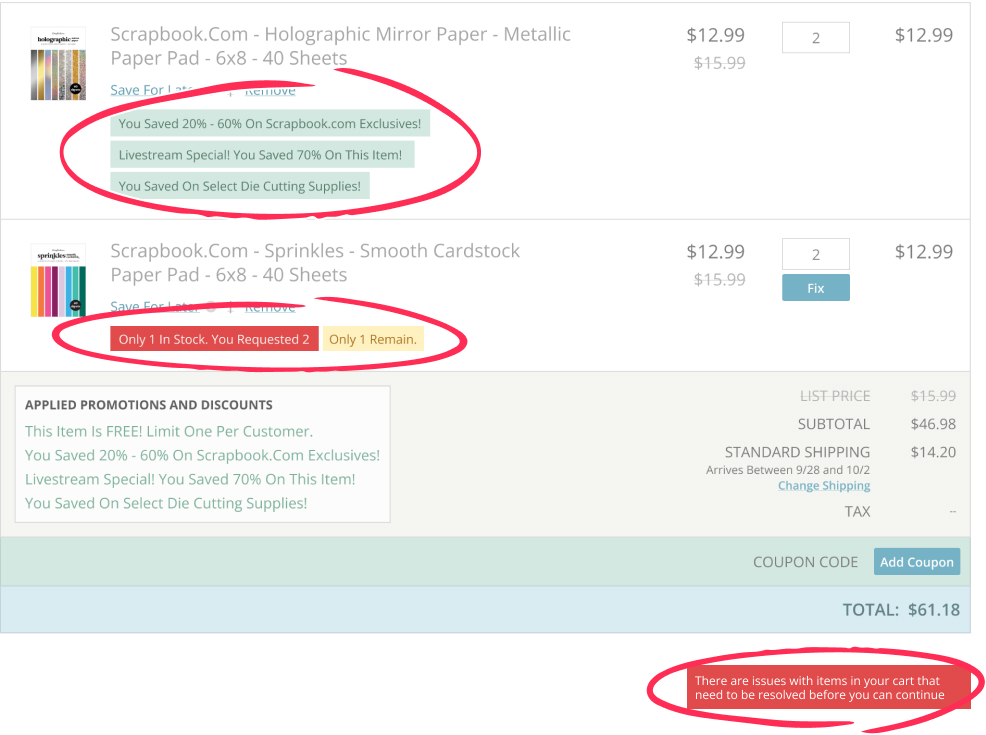 Scrapbook.Com - Holographic Mirror Paper - Metallic
Paper Pad - 6x8 - 40 Sheets
$12.99
$15.99
2
$12.99
holographic
Save For Later | Remove
You Saved 20% - 60% On Scrapbook.com Exclusives!
Livestream Special! You Saved 70% On This Item!
You Saved On Select Die Cutting Supplies!
Scrapbook.Com - Sprinkles - Smooth Cardstock
Paper Pad - 6x8 - 40 Sheets
$12.99
$15.99
2
Fix
$12.99
sprinkles
Save For Later | Remove
Only 1 In Stock. You Requested 2
Only 1 Remain.
APPLIED PROMOTIONS AND DISCOUNTS
This Item Is FREE! Limit One Per Customer.
You Saved 20% - 60% On Scrapbook.Com Exclusives!
Livestream Special! You Saved 70% On This Item!
You Saved On Select Die Cutting Supplies!
LIST PRICE $15.99
SUBTOTAL $46.98
STANDARD SHIPPING $14.20
Arrives Between 9/28 and 10/2
Change Shipping
TAX --
COUPON CODE Add Coupon
TOTAL: $61.18
There are issues with items in your cart that
need to be resolved before you can continue